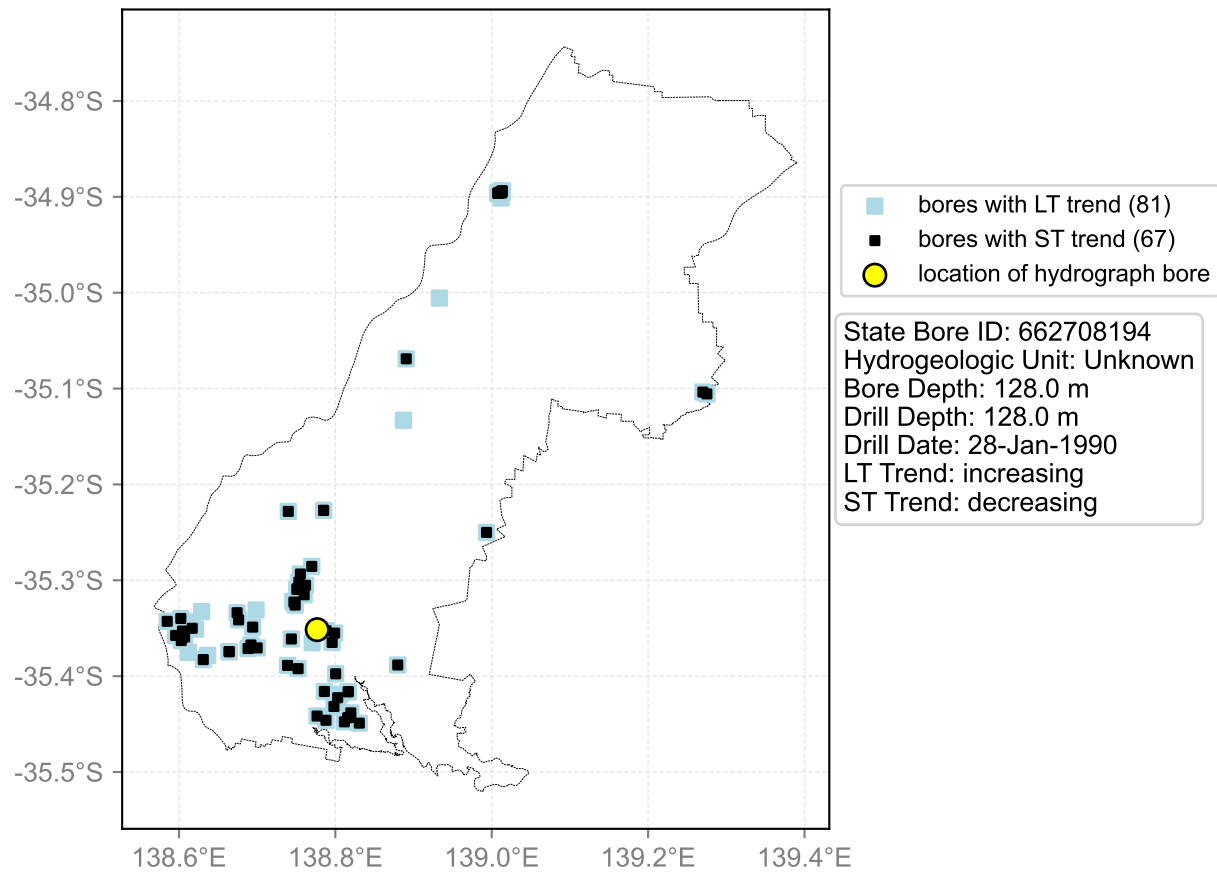 -34.8°S
-34.9°S
-35.0°S
-35.1°S
-35.2°S
-35.3°S
-35.4°S
-35.5°S
138.6°E 138.8°E 139.0°E 139.2°E 139.4°E
bores with LT trend (81)
bores with ST trend (67)
location of hydrograph bore
State Bore ID: 662708194
Hydrogeologic Unit: Unknown
Bore Depth: 128.0 m
Drill Depth: 128.0 m
Drill Date: 28-Jan-1990
LT Trend: increasing
ST Trend: decreasing